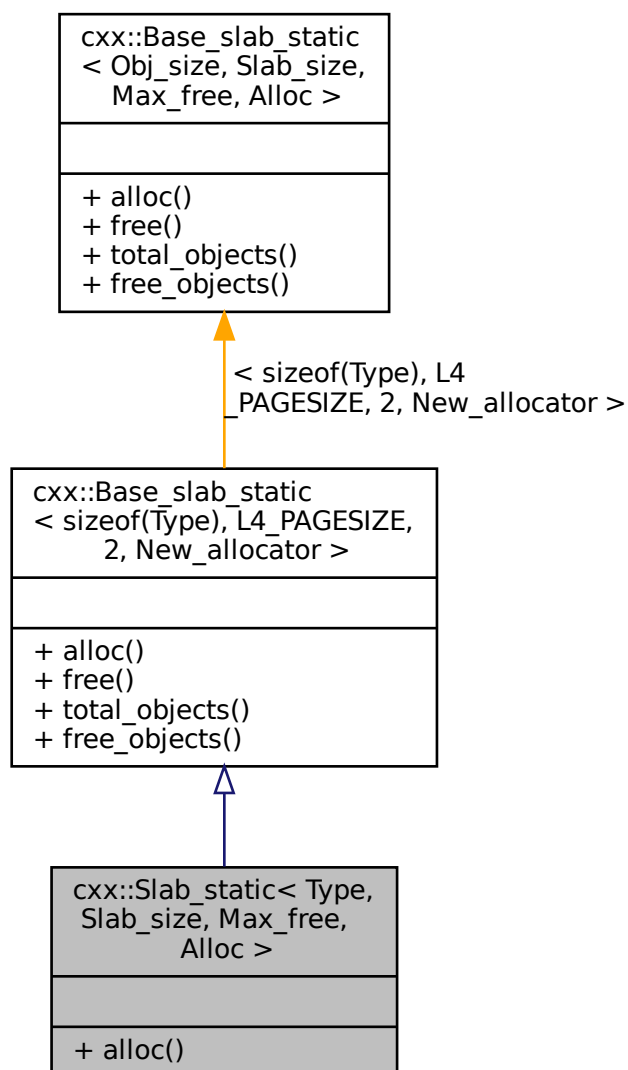 cxx::Base_slab_static
< Obj_size, Slab_size,
Max_free, Alloc >
+ alloc()
+ free()
+ total_objects()
+ free_objects()
< sizeof(Type), L4
_PAGESIZE, 2, New_allocator >
cxx::Base_slab_static
< sizeof(Type), L4_PAGESIZE,
2, New_allocator >
+ alloc()
+ free()
+ total_objects()
+ free_objects()
cxx::Slab_static< Type,
Slab_size, Max_free,
Alloc >
+ alloc()